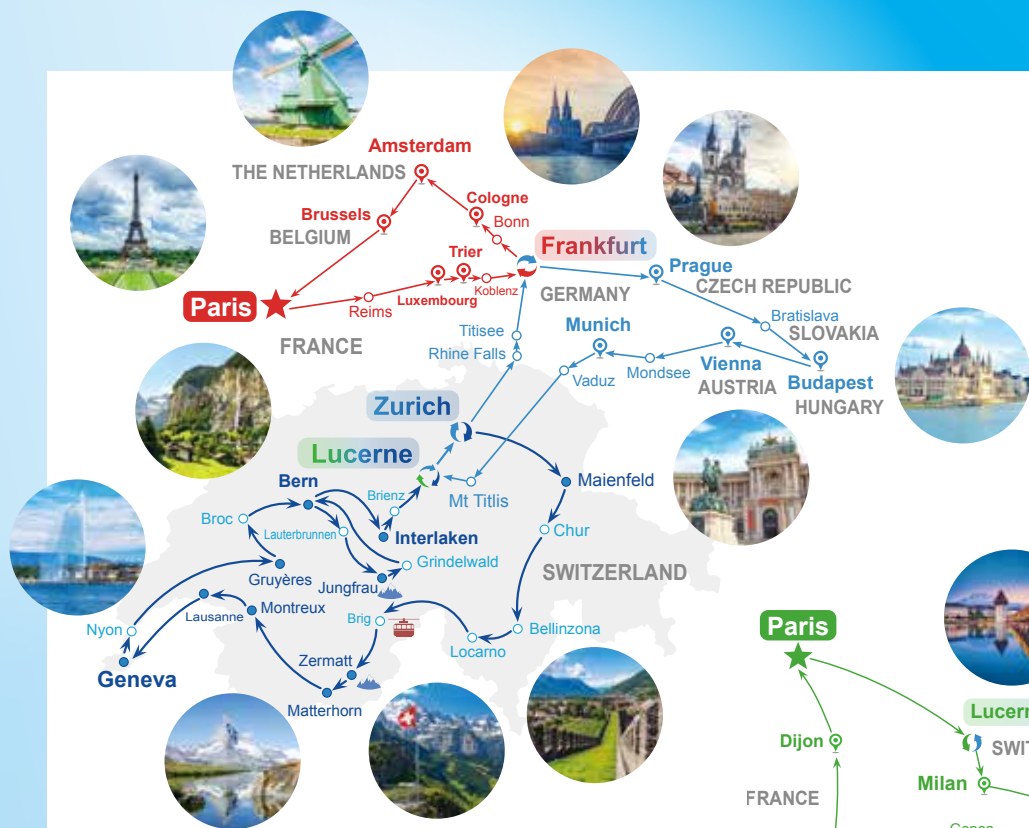 Amsterdam
THE NETHERLANDS
Cologne
Brussels
Bonn
BELGIUM
Trier
Frankfurt
Prague
CZECH REPUBLIC
Luxembourg
Koblenz
GERMANY
Paris
Reims
Bratislava
SLOVAKIA
Titisee
Munich
FRANCE
Rhine Falls
Vienna
Mondsee
Vaduz
AUSTRIA
Budapest
HUNGARY
Zurich
Lucerne
Bern
Brienz
Mt Titlis
Maienfeld
Broc
Lauterbrunnen
Interlaken
Chur
Grindelwald
Gruyères
Jungfrau
SWITZERLAND
Montreux
Lausanne
Brig
Nyon
Bellinzona
Paris
Locarno
Zermatt
Geneva
Matterhorn
Lucern
Dijon
SWIT
Milan
FRANCE